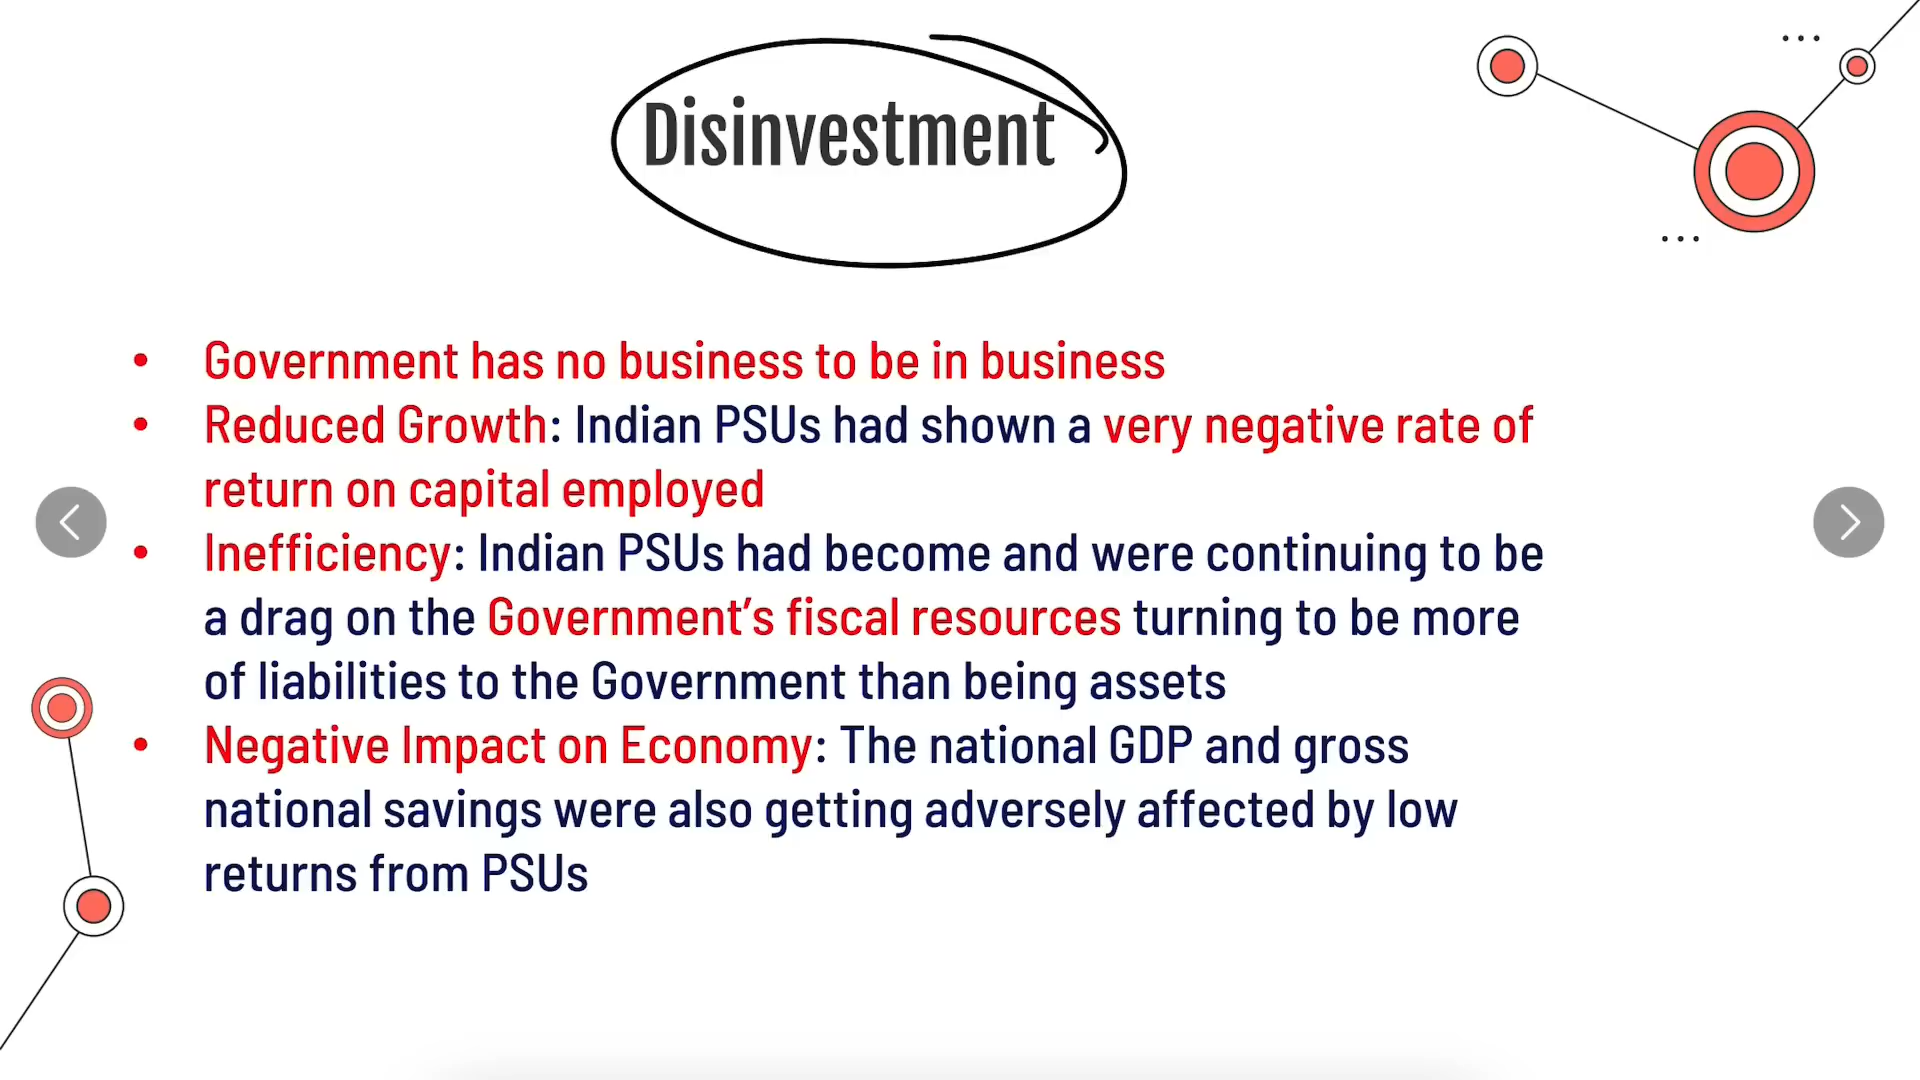 Disinvestment
• Government has no business to be in business
• Reduced Growth: Indian PSUs had shown a very negative rate of
return on capital employed
• Inefficiency: Indian PSUs had become and were continuing to be
a drag on the Government’s fiscal resources turning to be more
of liabilities to the Government than being assets
• Negative Impact on Economy: The national GDP and gross
national savings were also getting adversely affected by low
returns from PSUs